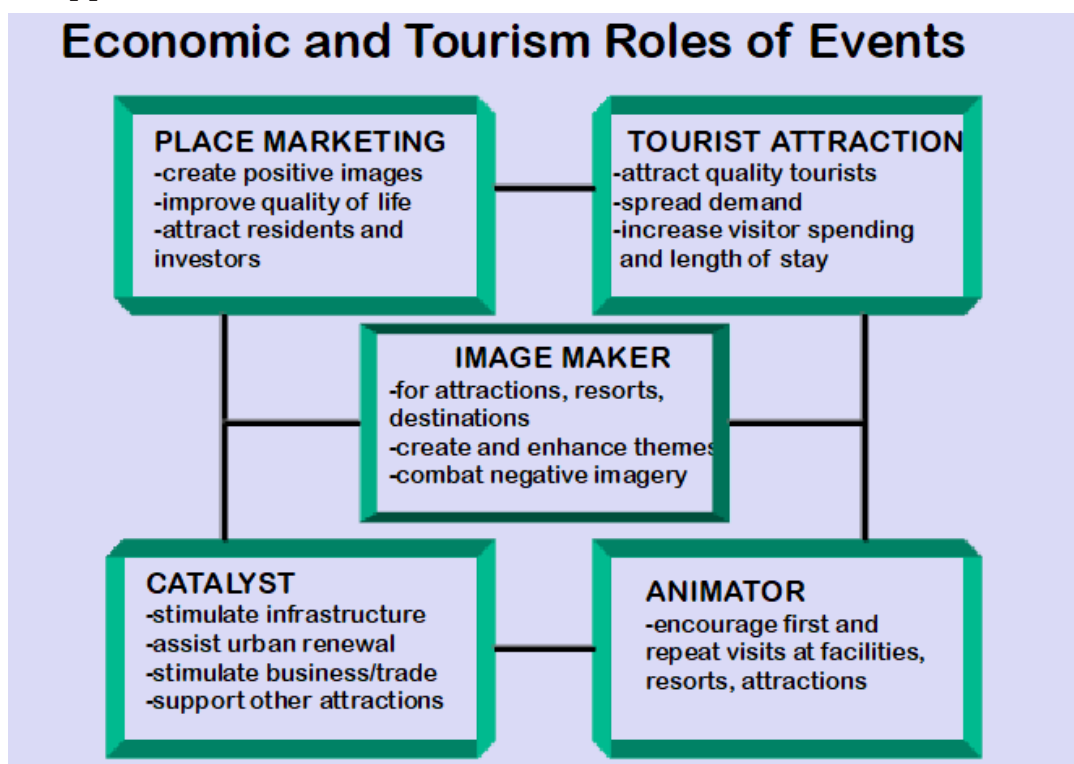 Economic and Tourism Roles of Events
PLACE MARKETING
-create positive images
-improve quality of life
-attract residents and
investors
TOURIST ATTRACTION
-attract quality tourists
-spread demand
-increase visitor spending
and length of stay
IMAGE MAKER
-for attractions, resorts,
destinations
-create and enhance themes
-combat negative imagery
CATALYST
-stimulate infrastructure
-assist urban renewal
-stimulate business/trade
-support other attractions
ANIMATOR
-encourage first and
repeat visits at facilities,
resorts, attractions